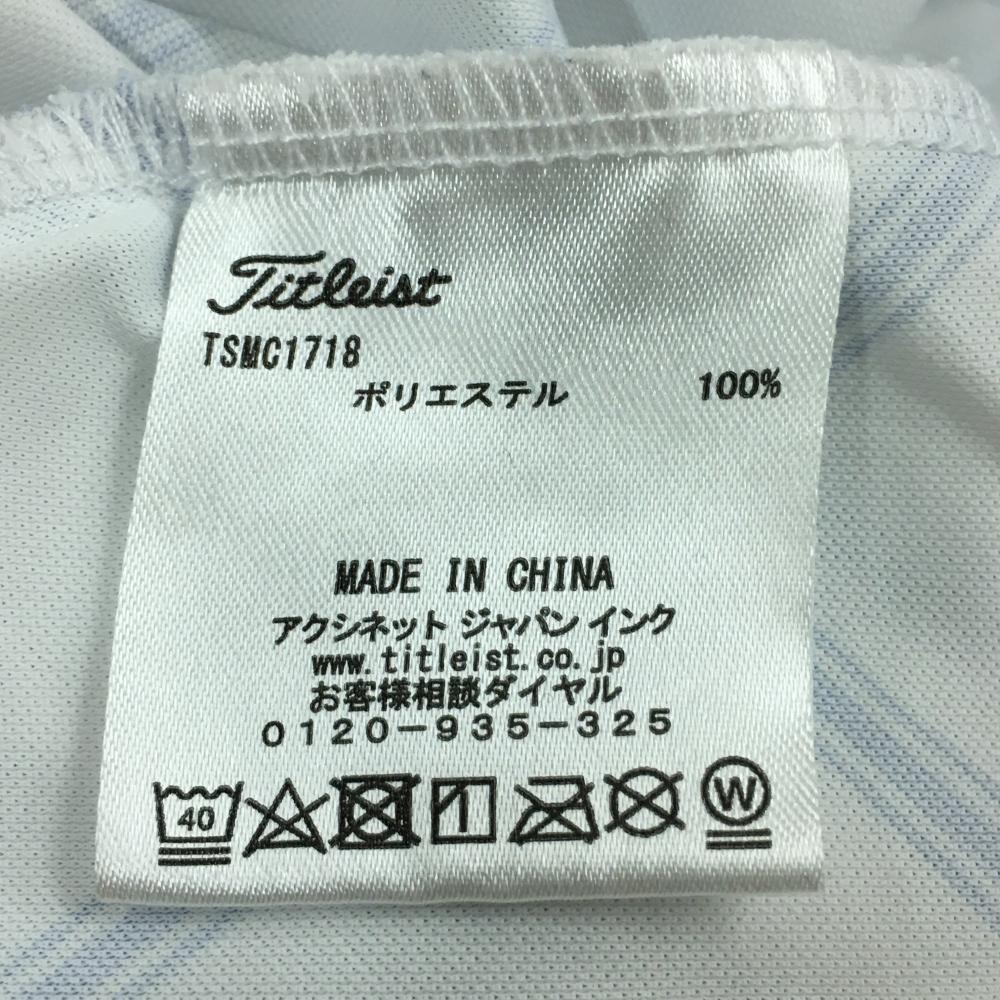 Titleist
TSMC1718
ポリエステル 100%
MADE IN CHINA
アクシネット ジャパン インク
www.titleist.co.jp
お客様相談ダイヤル
0120-935-325
40 W